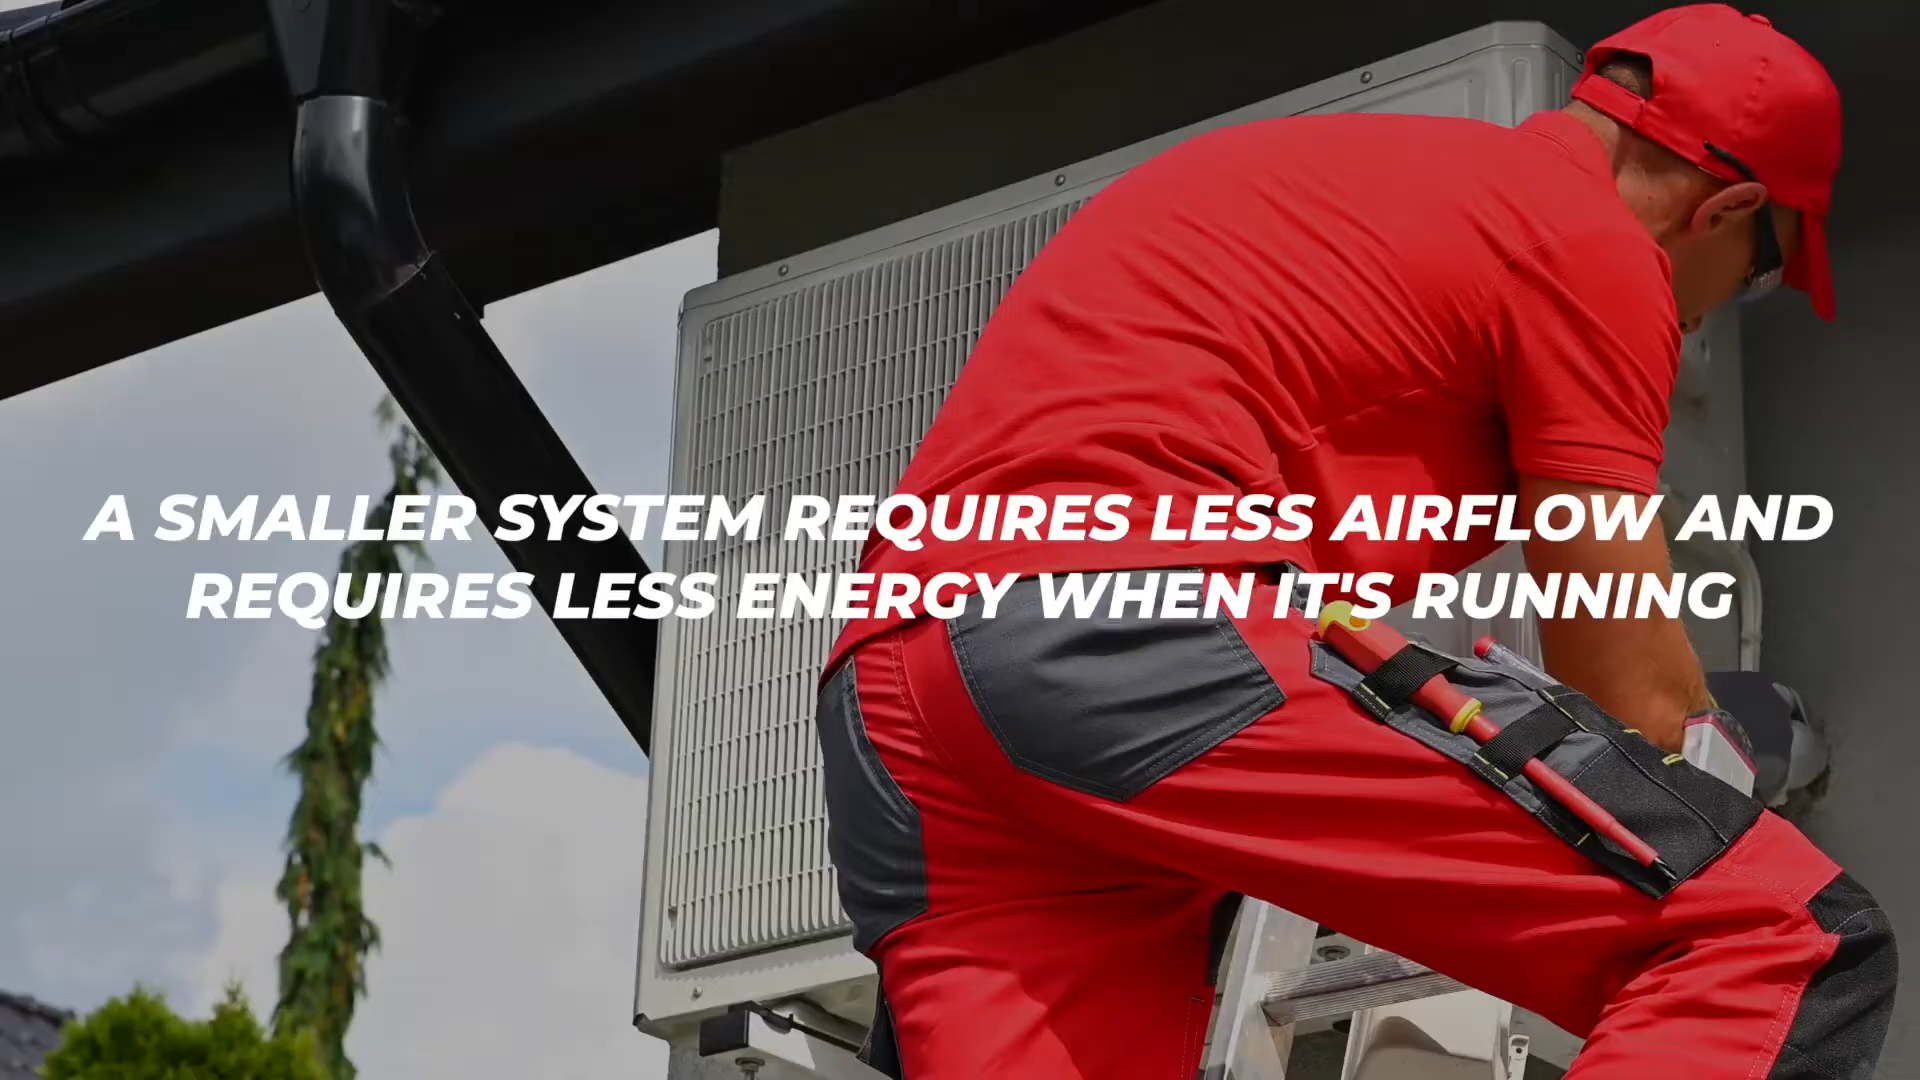 A SMALLER SYSTEM REQUIRES LESS AIRFLOW AND
REQUIRES LESS ENERGY WHEN IT'S RUNNING